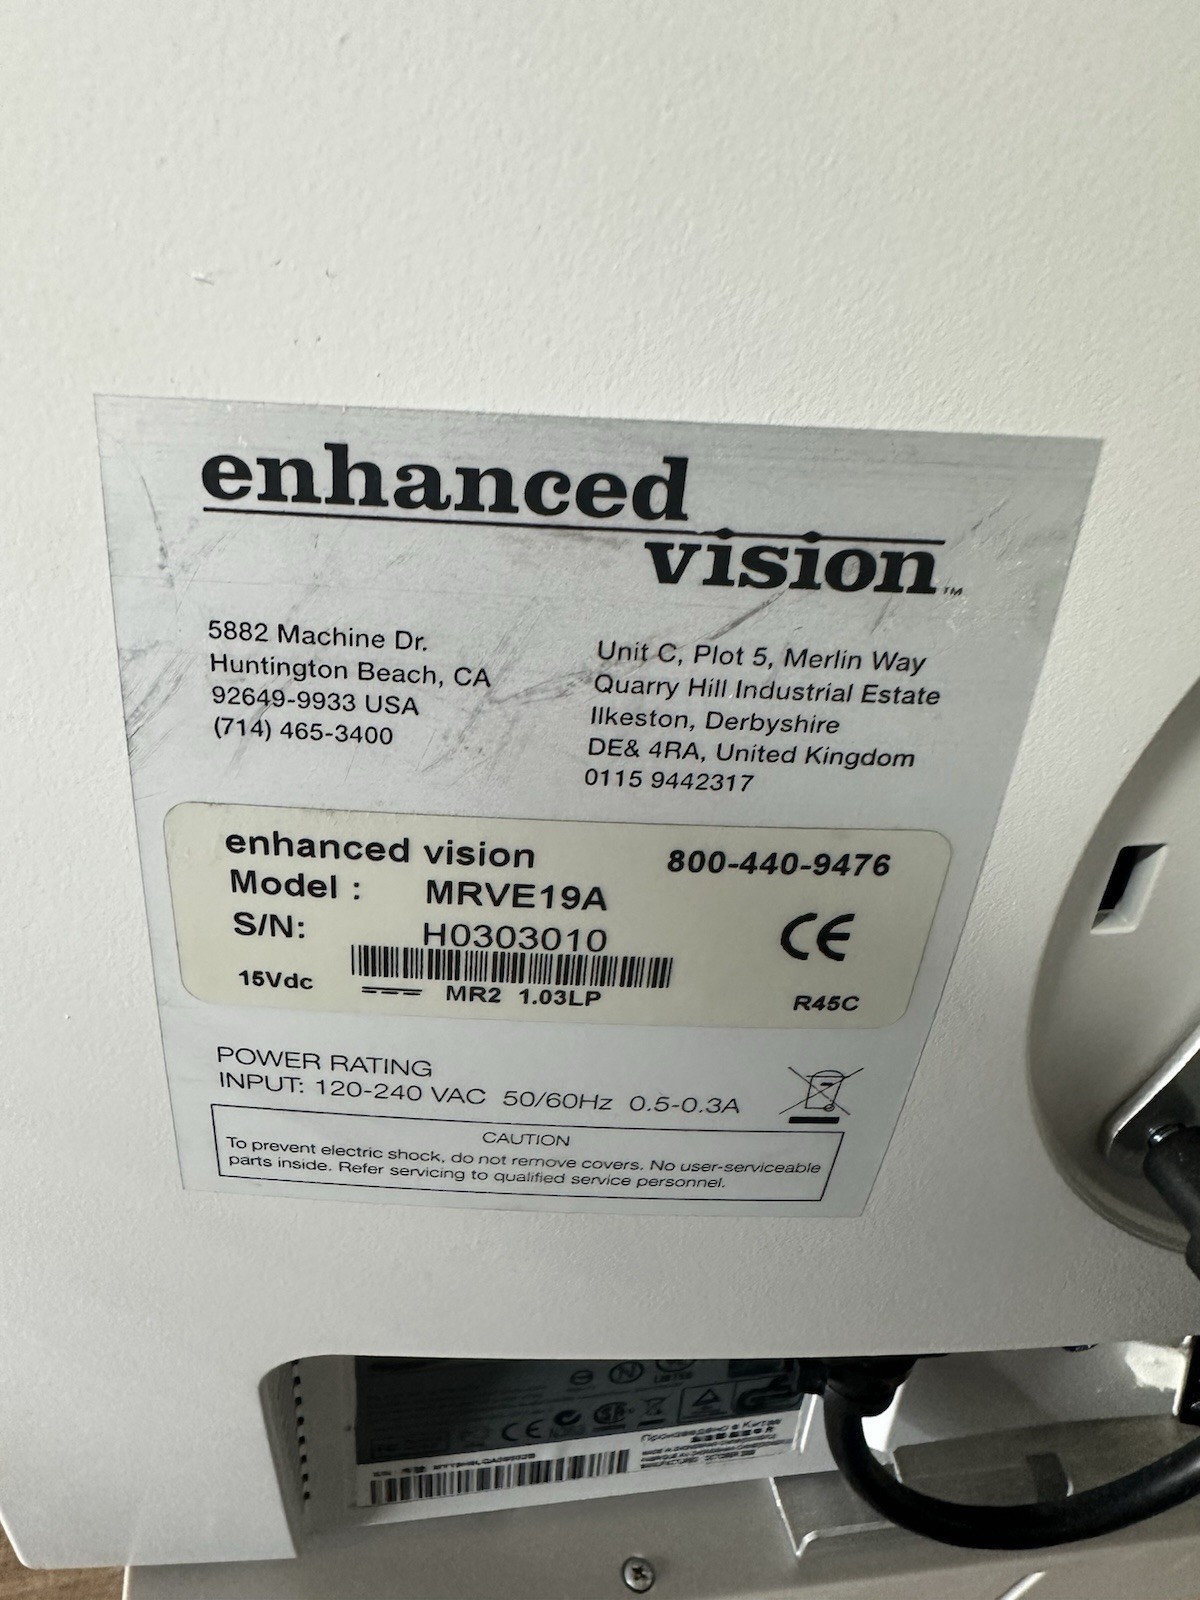 enhanced
vision™
5882 Machine Dr.
Huntington Beach, CA
92649-9933 USA
(714) 465-3400
Unit C, Plot 5, Merlin Way
Quarry Hill Industrial Estate
Ilkeston, Derbyshire
DE& 4RA, United Kingdom
0115 9442317
enhanced vision 800-440-9476
Model : MRVE19A
S/N: H0303010
CE
15Vdc MR2 1.03LP R45C
POWER RATING
INPUT: 120-240 VAC 50/60Hz 0.5-0.3A
CAUTION
To prevent electric shock, do not remove covers. No user-serviceable
parts inside. Refer servicing to qualified service personnel.
N
CE
Произведено в Китае